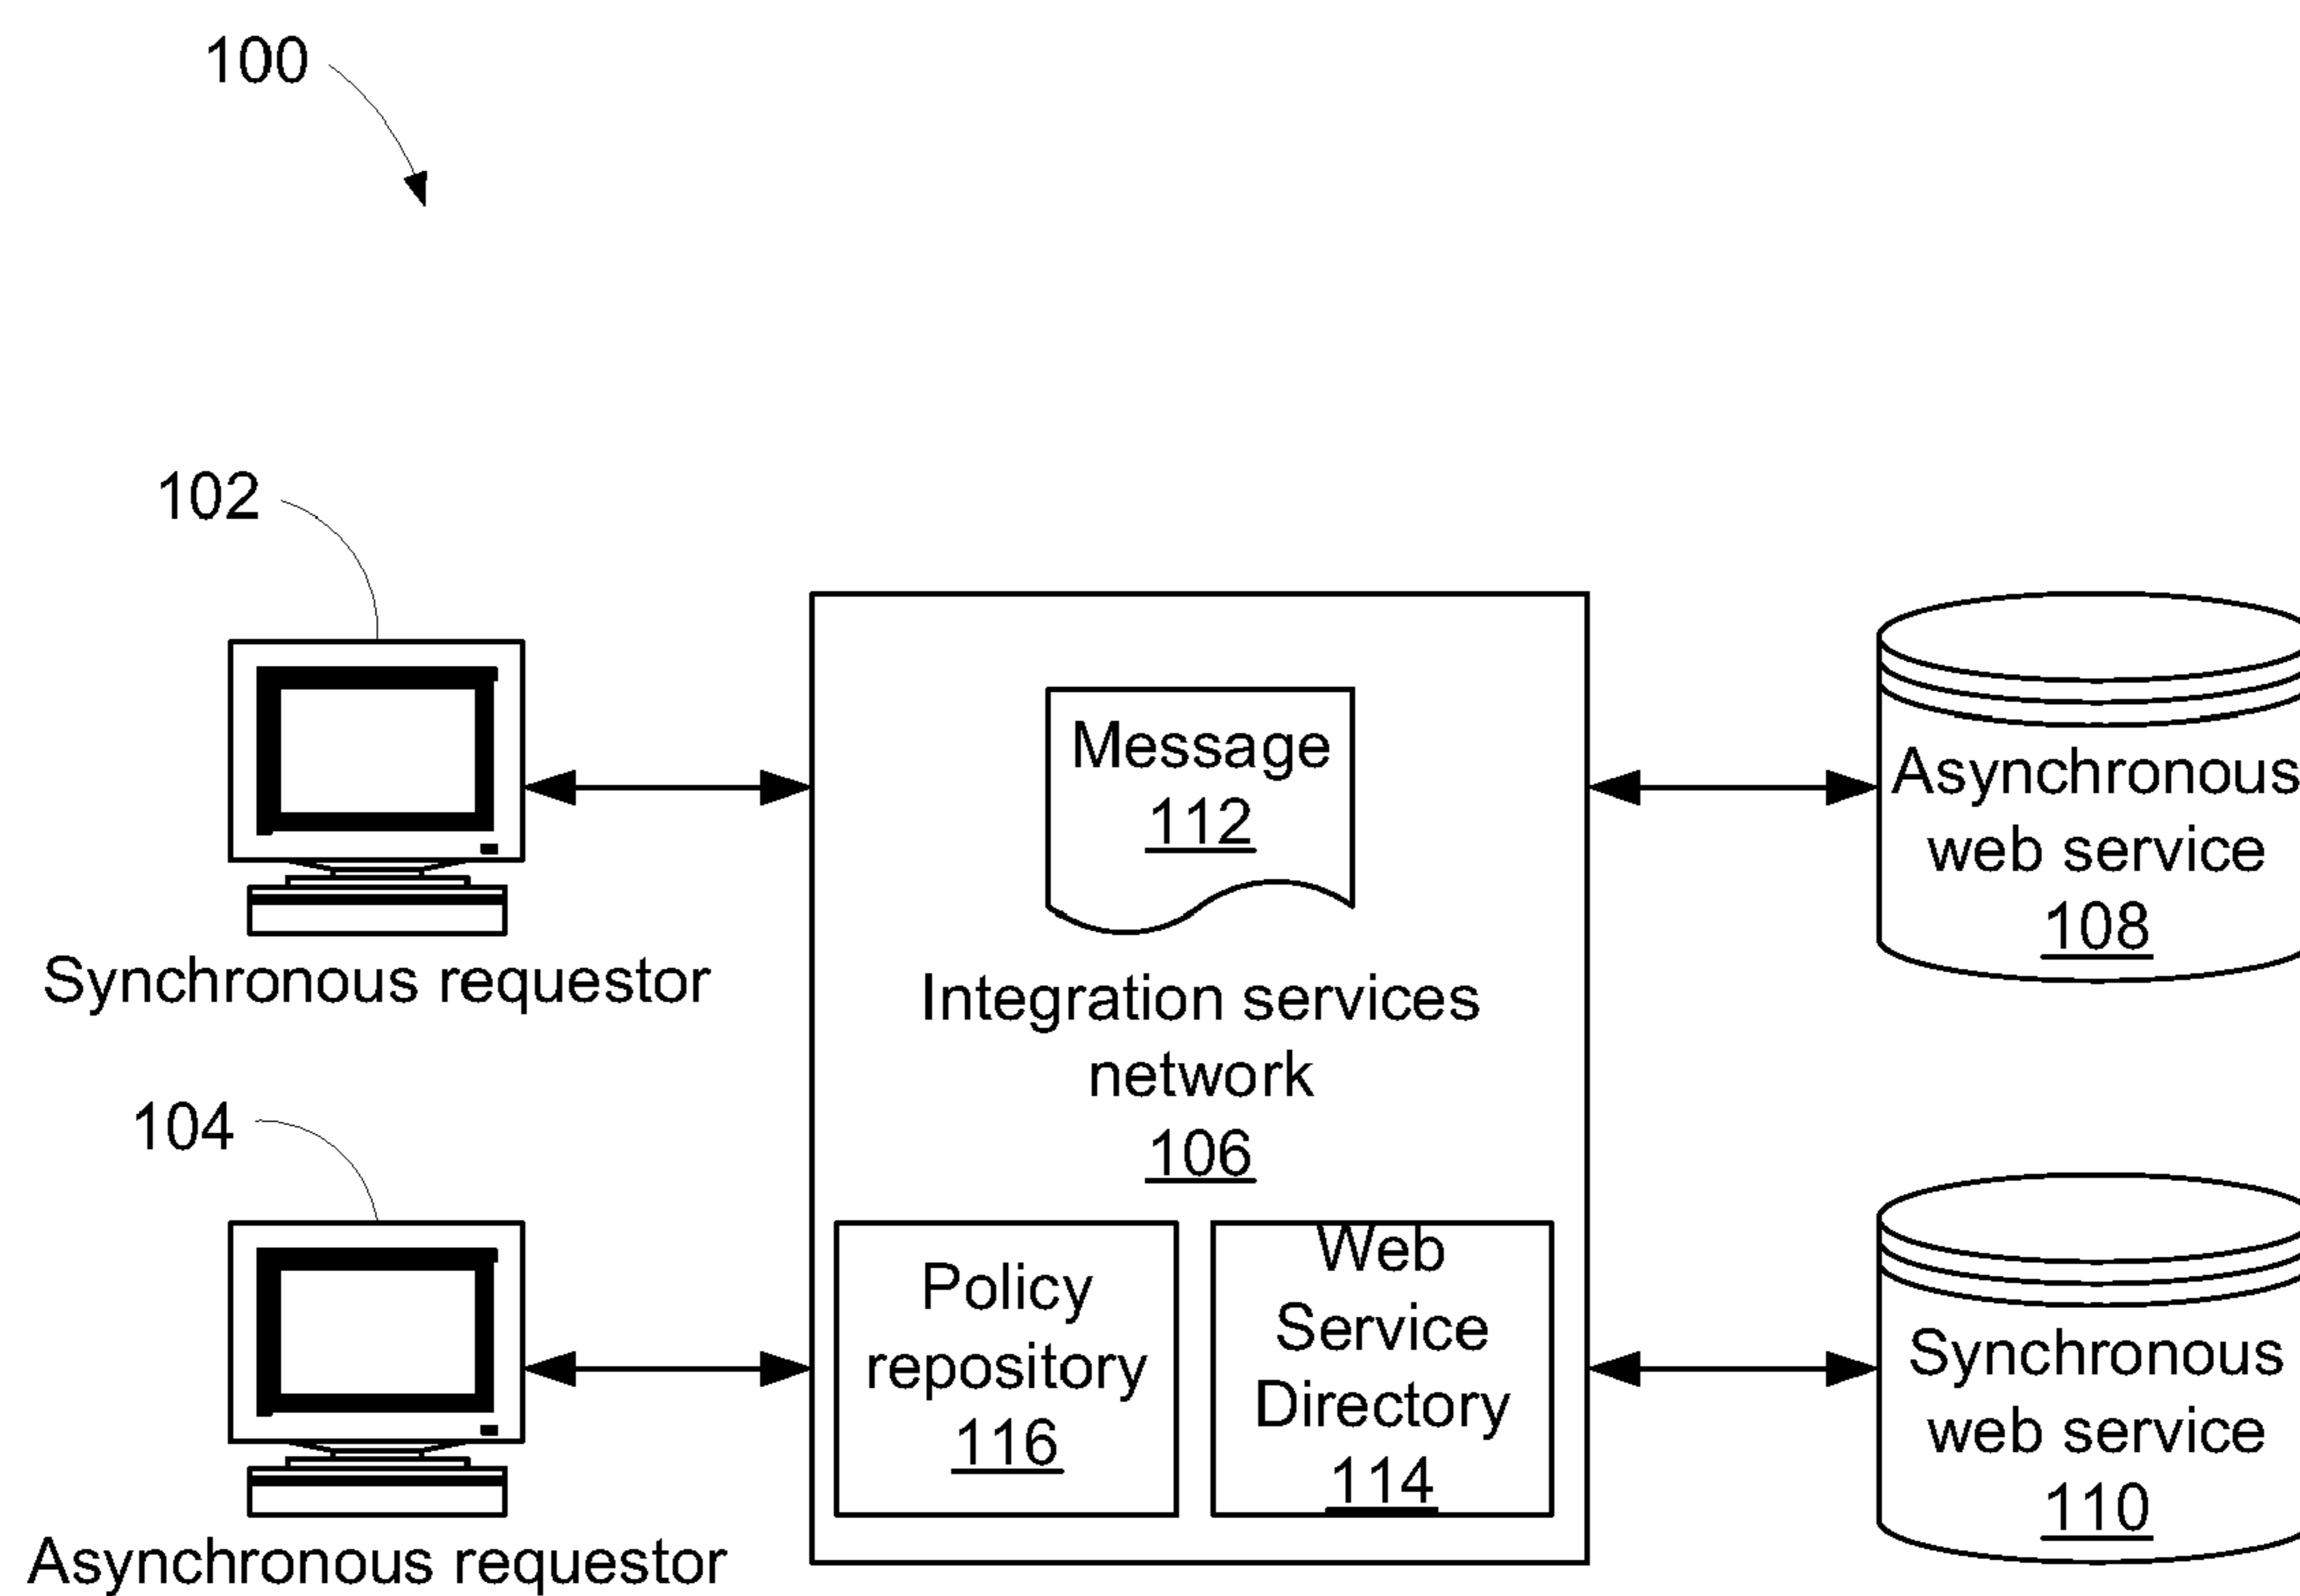 100
102
Synchronous requestor
104
Asynchronous requestor
Message
112
Integration services
network
106
Policy
repository
116
Web
Service
Directory
114
Asynchronous
web service
108
Synchronous
web service
110